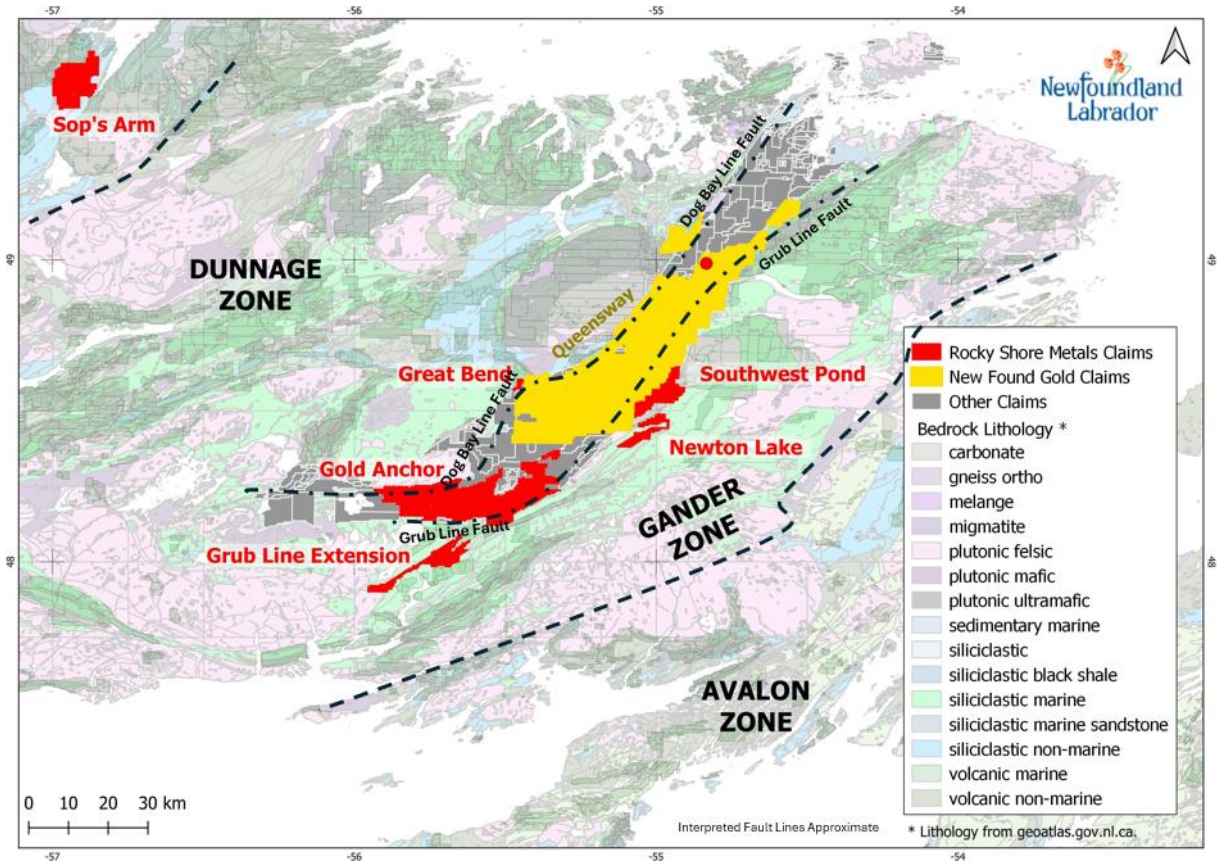 -57
-56
-55
-54
Newfoundland
Labrador
Sop's Arm
Dog Bay Line Fault
Grub Line Fault
49
49
DUNNAGE
ZONE
Queensway
Great Bend
Southwest Pond
Dog Bay Line Fault
Newton Lake
Gold Anchor
GANDER
ZONE
Grub Line Fault
Grub Line Extension
48
48
AVALON
ZONE
Rocky Shore Metals Claims
New Found Gold Claims
Other Claims
Bedrock Lithology *
carbonate
gneiss ortho
melange
migmatite
plutonic felsic
plutonic mafic
plutonic ultramafic
sedimentary marine
siliciclastic
siliciclastic black shale
siliciclastic marine
siliciclastic marine sandstone
siliciclastic non-marine
volcanic marine
volcanic non-marine
0 10 20 30 km
Interpreted Fault Lines Approximate
* Lithology from geoatlas.gov.nl.ca.
-57
-56
-55
-54